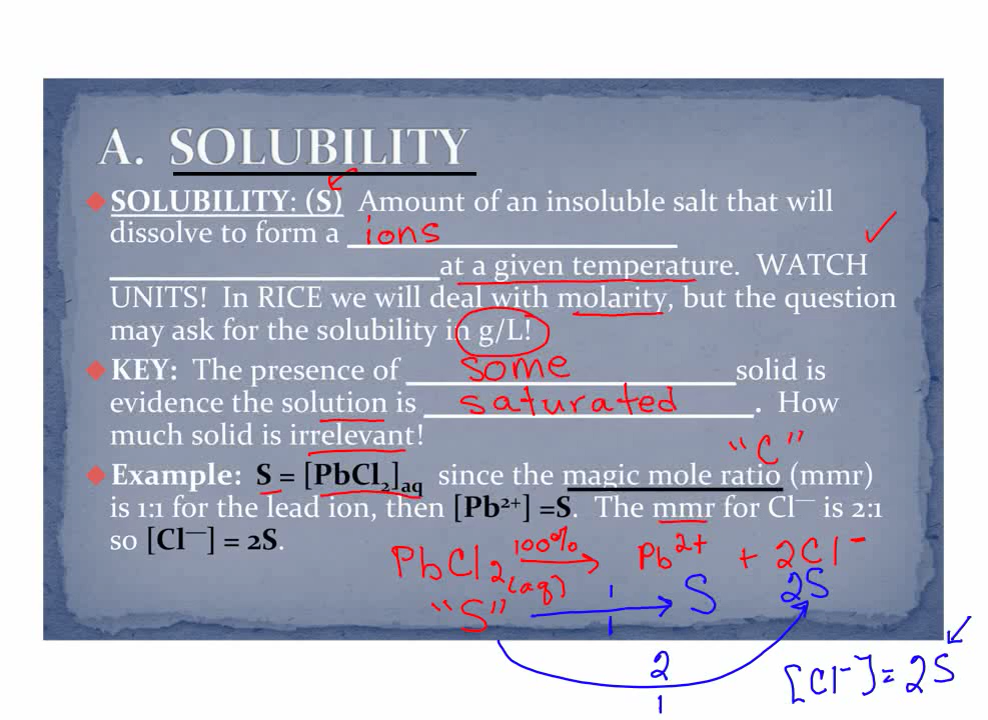 A. SOLUBILITY
SOLUBILITY: (S) Amount of an insoluble salt that will
dissolve to form a ions
at a given temperature. WATCH
UNITS! In RICE we will deal with molarity, but the question
may ask for the solubility in g/L!
KEY: The presence of some solid is
evidence the solution is saturated. How
much solid is irrelevant!
"C"
Example: S = [PbCl₂]aq since the magic mole ratio (mmr)
is 1:1 for the lead ion, then [Pb²⁺] =S. The mmr for Cl— is 2:1
so [Cl—] = 2S.
PbCl₂(aq) 100% → Pb²⁺ + 2Cl⁻
"S" 1/1 → S 2S
2/1
[Cl⁻] = 2S